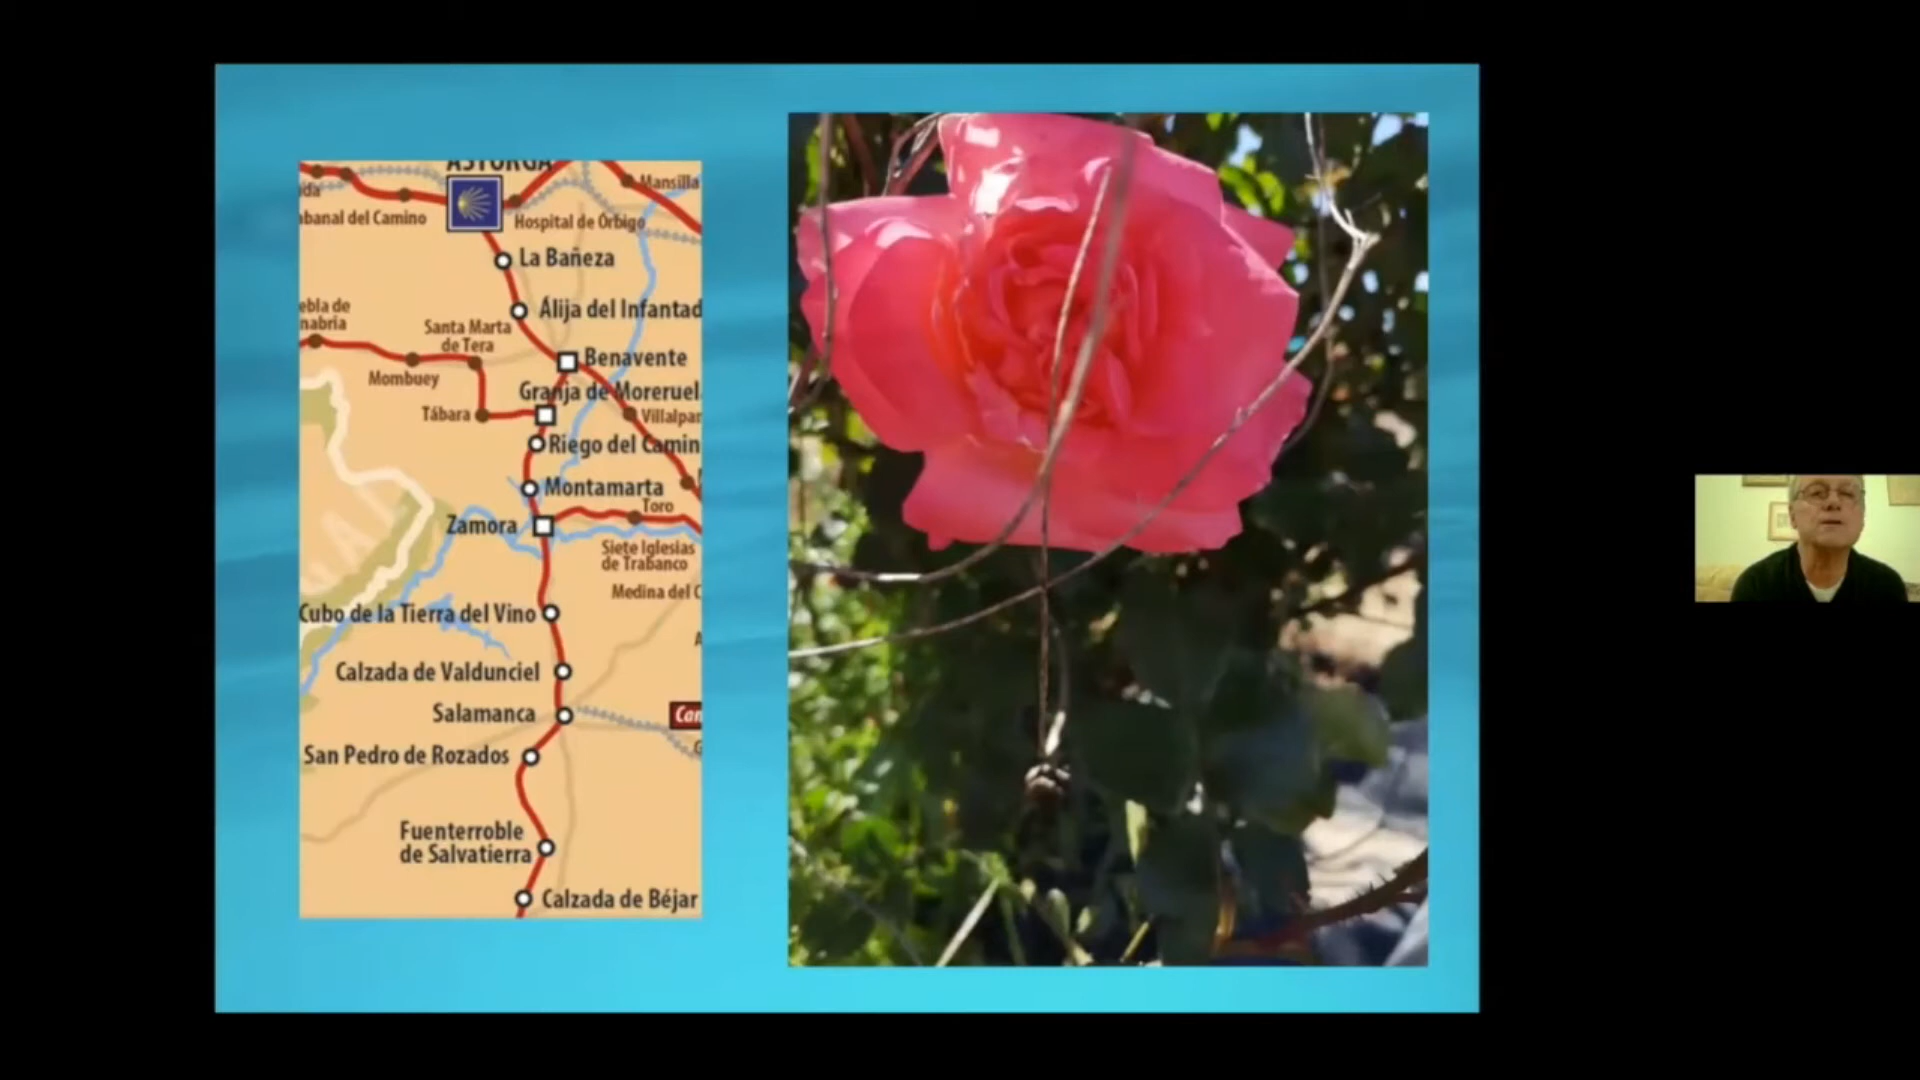 ASTORGA
Mansilla
abanal del Camino
Hospital de Órbigo
La Bañeza
Álija del Infantad
ebla de
nabria
Santa Marta
de Tera
Benavente
Mombuey
Granja de Moreruel
Tábara
Villalpan
Riego del Camin
Montamarta
Toro
Zamora
Siete Iglesias
de Trabanco
Medina del C
Cubo de la Tierra del Vino
Calzada de Valdunciel
Salamanca
Cam
San Pedro de Rozados
Fuenterroble
de Salvatierra
Calzada de Béjar